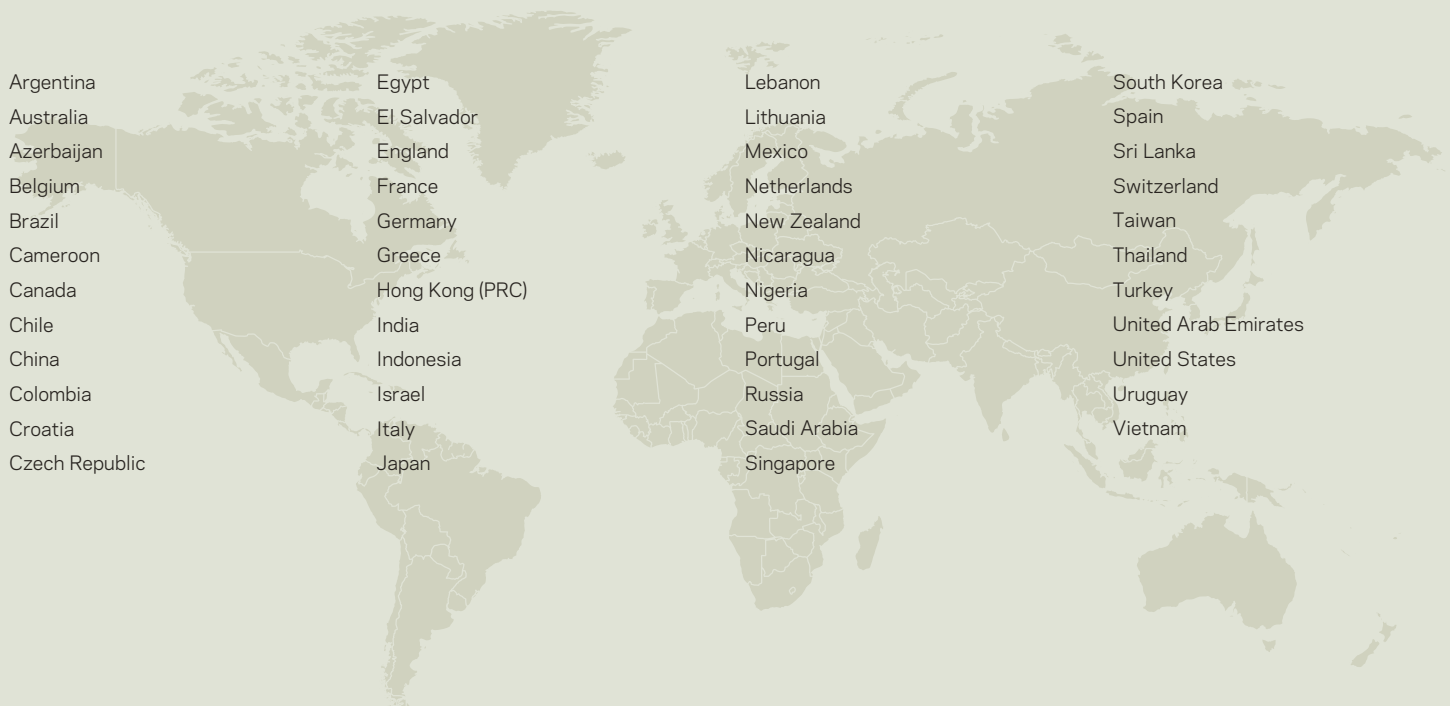 Argentina
Australia
Azerbaijan
Belgium
Brazil
Cameroon
Canada
Chile
China
Colombia
Croatia
Czech Republic
Egypt
El Salvador
England
France
Germany
Greece
Hong Kong (PRC)
India
Indonesia
Israel
Italy
Japan
Lebanon
Lithuania
Mexico
Netherlands
New Zealand
Nicaragua
Nigeria
Peru
Portugal
Russia
Saudi Arabia
Singapore
South Korea
Spain
Sri Lanka
Switzerland
Taiwan
Thailand
Turkey
United Arab Emirates
United States
Uruguay
Vietnam